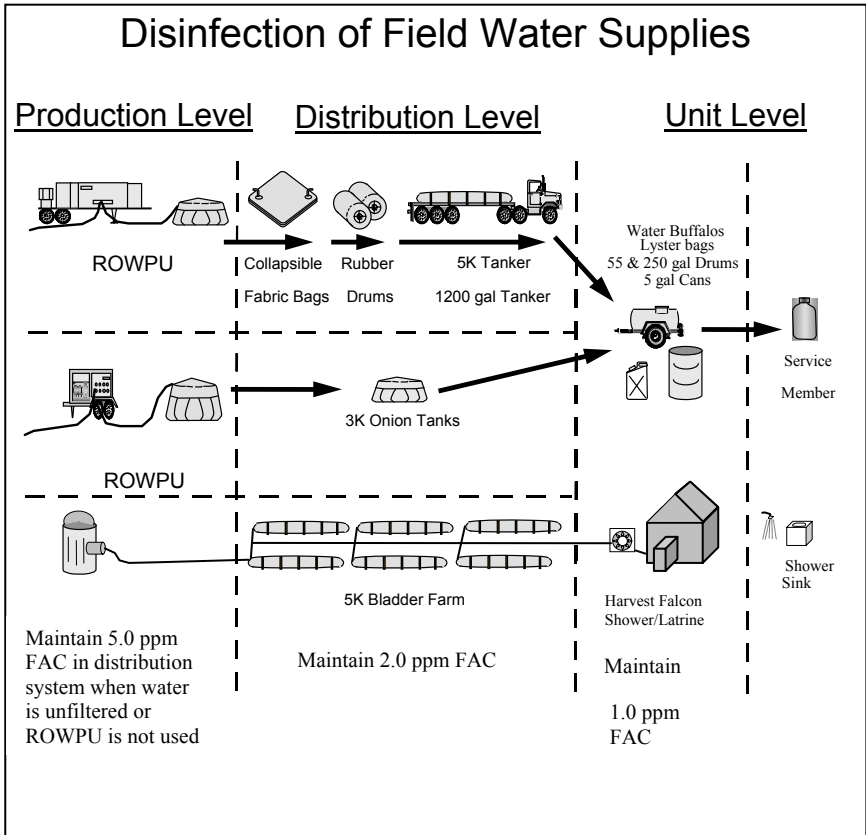 Disinfection of Field Water Supplies
Production Level
Distribution Level
Unit Level
ROWPU
Collapsible
Fabric Bags
Rubber
Drums
5K Tanker
1200 gal Tanker
Water Buffalos
Lyster bags
55 & 250 gal Drums
5 gal Cans
Service
Member
ROWPU
3K Onion Tanks
5K Bladder Farm
Harvest Falcon
Shower/Latrine
Shower
Sink
Maintain 5.0 ppm
FAC in distribution
system when water
is unfiltered or
ROWPU is not used
Maintain 2.0 ppm FAC
Maintain
1.0 ppm
FAC